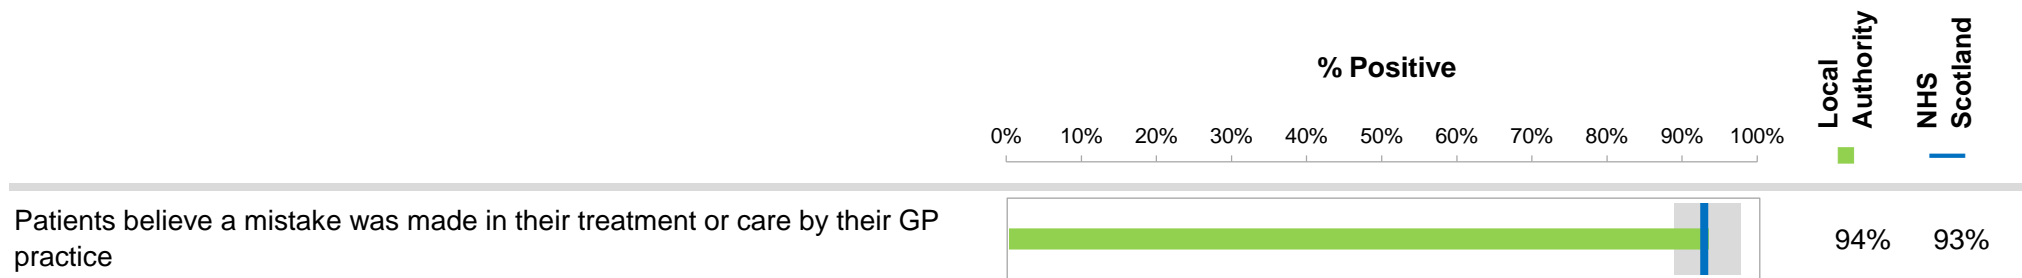 % Positive
Local
Authority
NHS
Scotland
0% 10% 20% 30% 40% 50% 60% 70% 80% 90% 100%
Patients believe a mistake was made in their treatment or care by their GP
practice
94% 93%